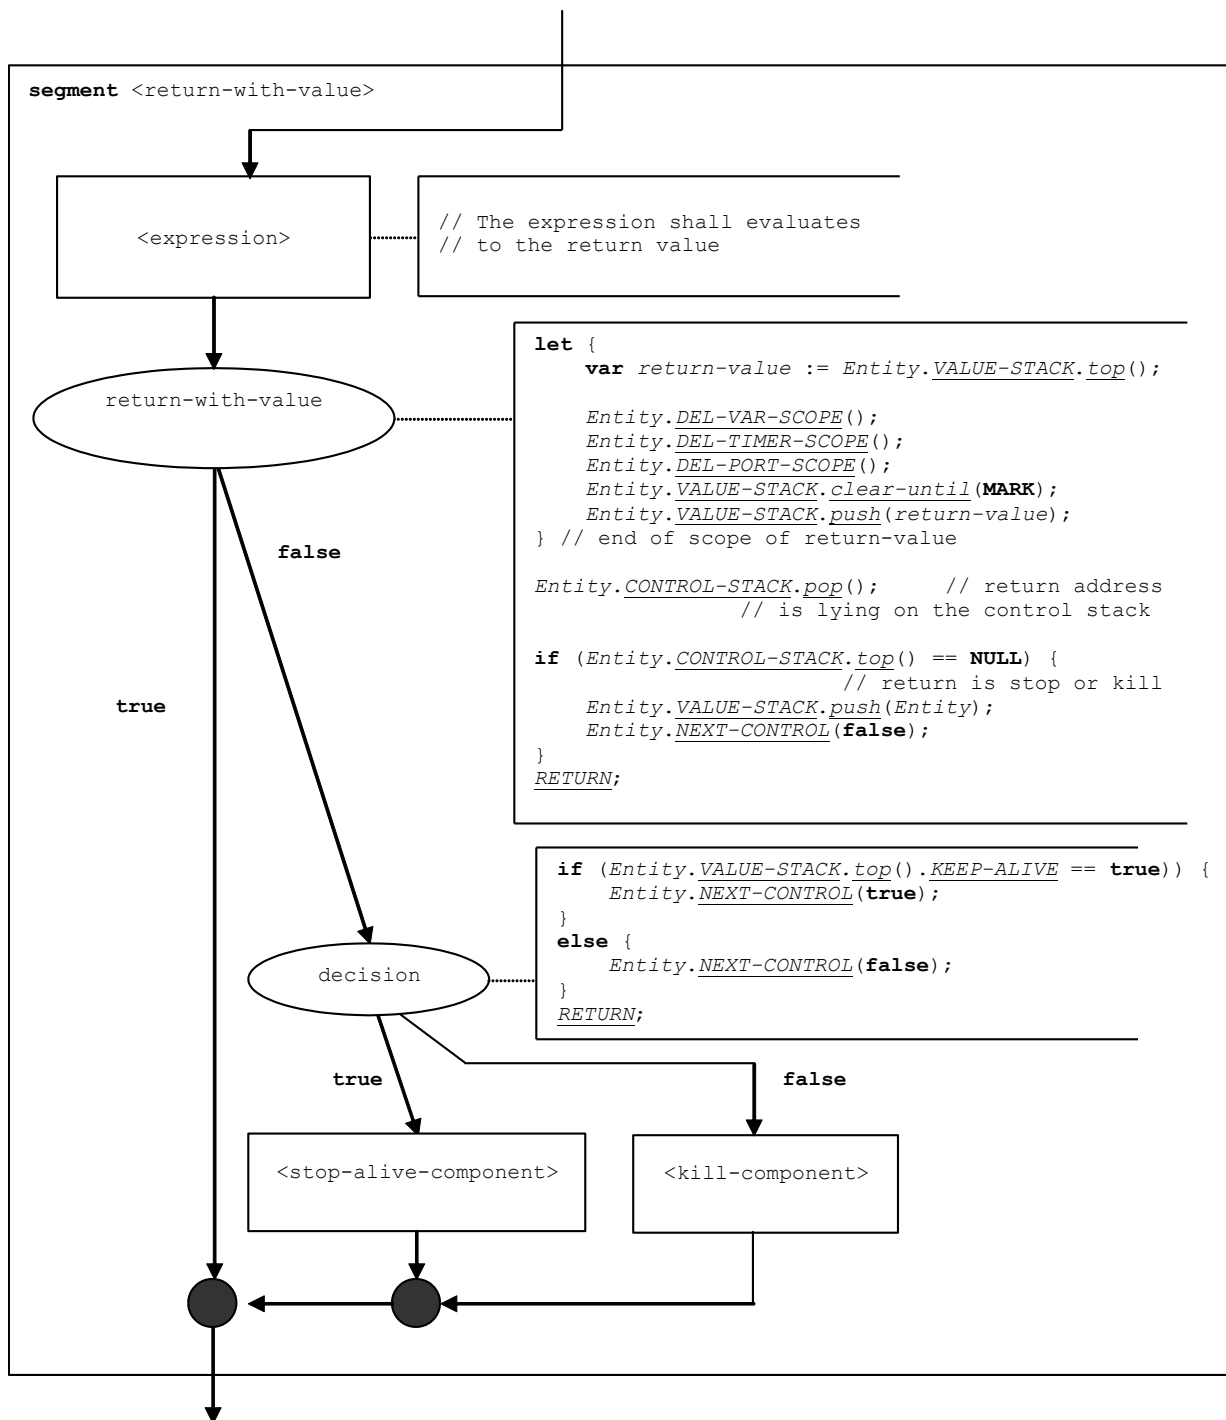 segment <return-with-value>
<expression>
// The expression shall evaluates
// to the return value
return-with-value
let {
var return-value := Entity.VALUE-STACK.top();
Entity.DEL-VAR-SCOPE();
Entity.DEL-TIMER-SCOPE();
Entity.DEL-PORT-SCOPE();
Entity.VALUE-STACK.clear-until(MARK);
Entity.VALUE-STACK.push(return-value);
} // end of scope of return-value
Entity.CONTROL-STACK.pop(); // return address
// is lying on the control stack
if (Entity.CONTROL-STACK.top() == NULL) {
// return is stop or kill
Entity.VALUE-STACK.push(Entity);
Entity.NEXT-CONTROL(false);
}
RETURN;
false
true
decision
if (Entity.VALUE-STACK.top().KEEP-ALIVE == true)) {
Entity.NEXT-CONTROL(true);
}
else {
Entity.NEXT-CONTROL(false);
}
RETURN;
true
false
<stop-alive-component>
<kill-component>